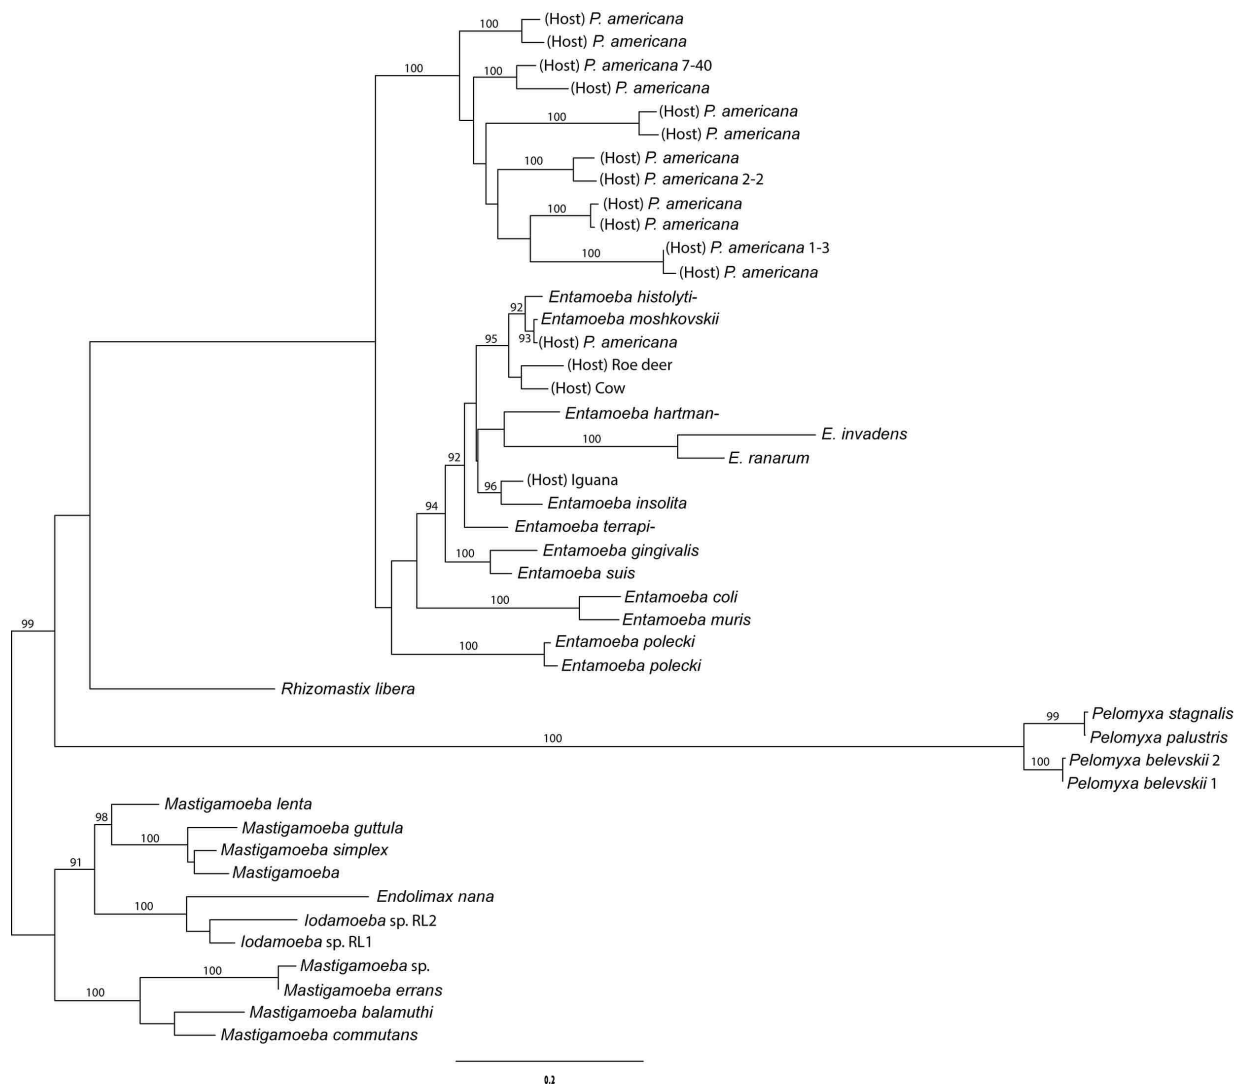 100
(Host) P. americana
(Host) P. americana
100
100
(Host) P. americana 7-40
(Host) P. americana
100
(Host) P. americana
(Host) P. americana
100
(Host) P. americana
(Host) P. americana 2-2
100
(Host) P. americana
(Host) P. americana
100
(Host) P. americana 1-3
(Host) P. americana
92
Entamoeba histolyti-
Entamoeba moshkovskii
95
93
(Host) P. americana
(Host) Roe deer
(Host) Cow
Entamoeba hartman-
100
E. invadens
E. ranarum
92
(Host) Iguana
96
Entamoeba insolita
94
Entamoeba terrapi-
100
Entamoeba gingivalis
Entamoeba suis
100
Entamoeba coli
Entamoeba muris
99
100
Entamoeba polecki
Entamoeba polecki
Rhizomastix libera
99
Pelomyxa stagnalis
100
Pelomyxa palustris
100
Pelomyxa belevskii 2
Pelomyxa belevskii 1
Mastigamoeba lenta
98
100
Mastigamoeba guttula
Mastigamoeba simplex
91
Mastigamoeba
Endolimax nana
100
Iodamoeba sp. RL2
Iodamoeba sp. RL1
100
Mastigamoeba sp.
100
Mastigamoeba errans
Mastigamoeba balamuthi
Mastigamoeba commutans
0.2